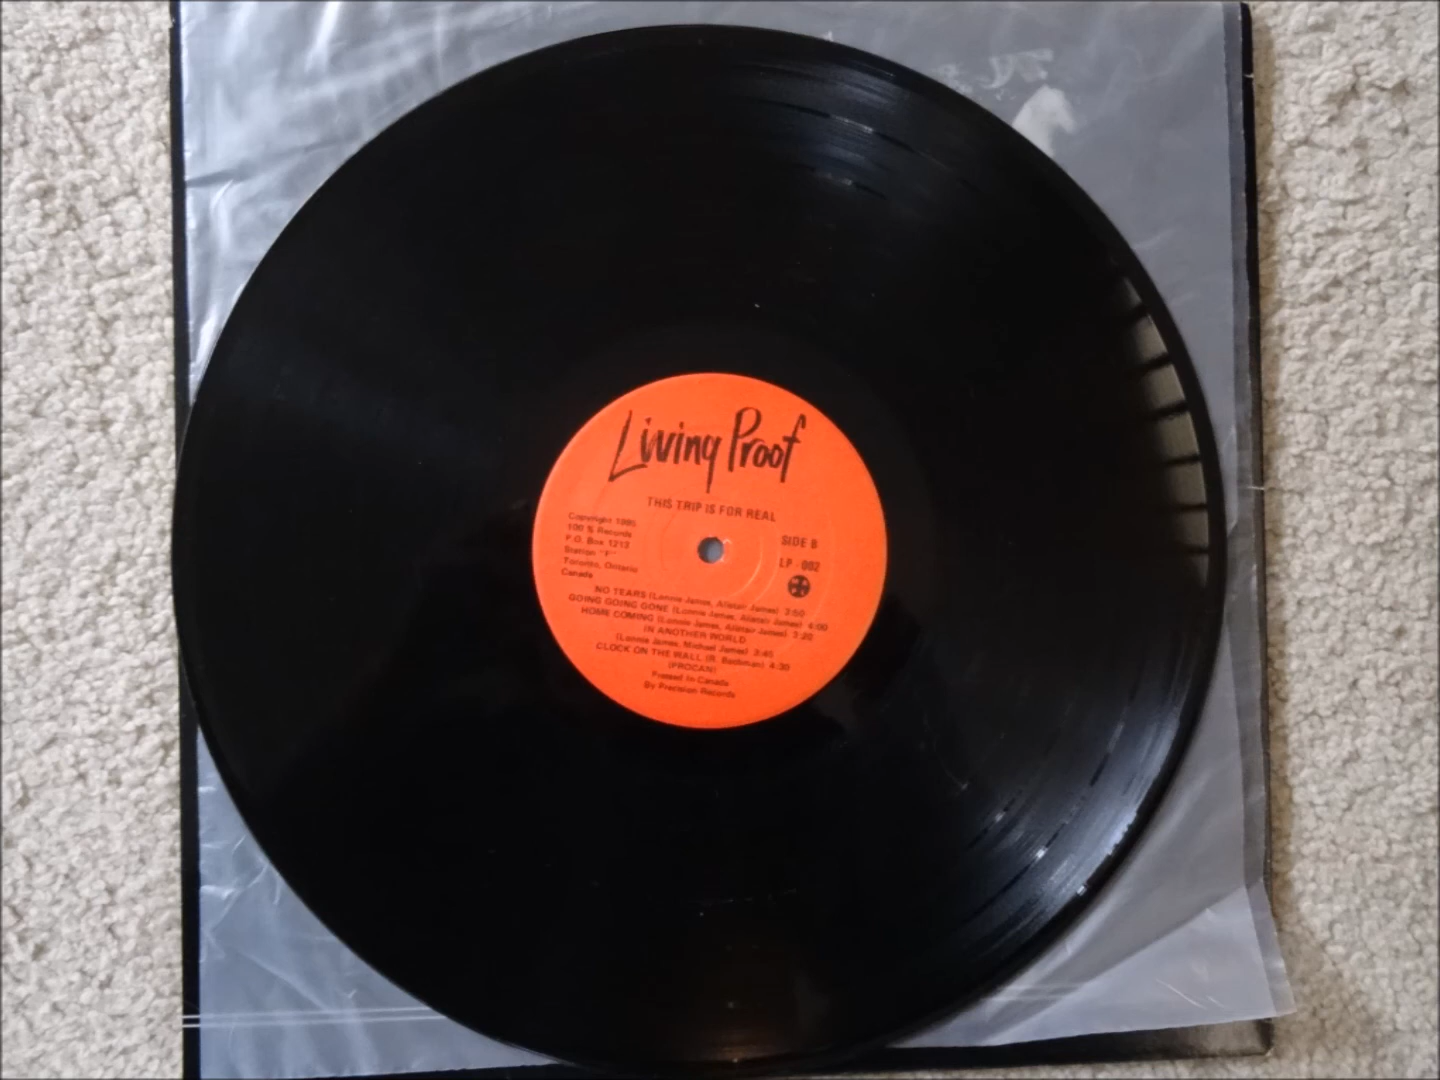 Living Proof
THIS TRIP IS FOR REAL
Copyright 1985
100 % Records
P.O. Box 1213
Station "F"
Toronto, Ontario
Canada
SIDE B
LP - 002
NO TEARS (Lonnie James, Alistair James) 3:50
GOING GOING GONE (Lonnie James, Alistair James) 4:00
HOME COMING (Lonnie James, Alistair James) 3:20
IN ANOTHER WORLD
(Lonnie James, Michael James) 3:45
CLOCK ON THE WALL (R. Bachman) 4:30
(PROCAN)
Pressed in Canada
By Precision Records